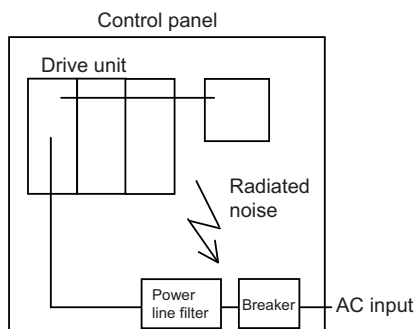 Control panel
Drive unit
Radiated
noise
Power
line filter
Breaker
AC input